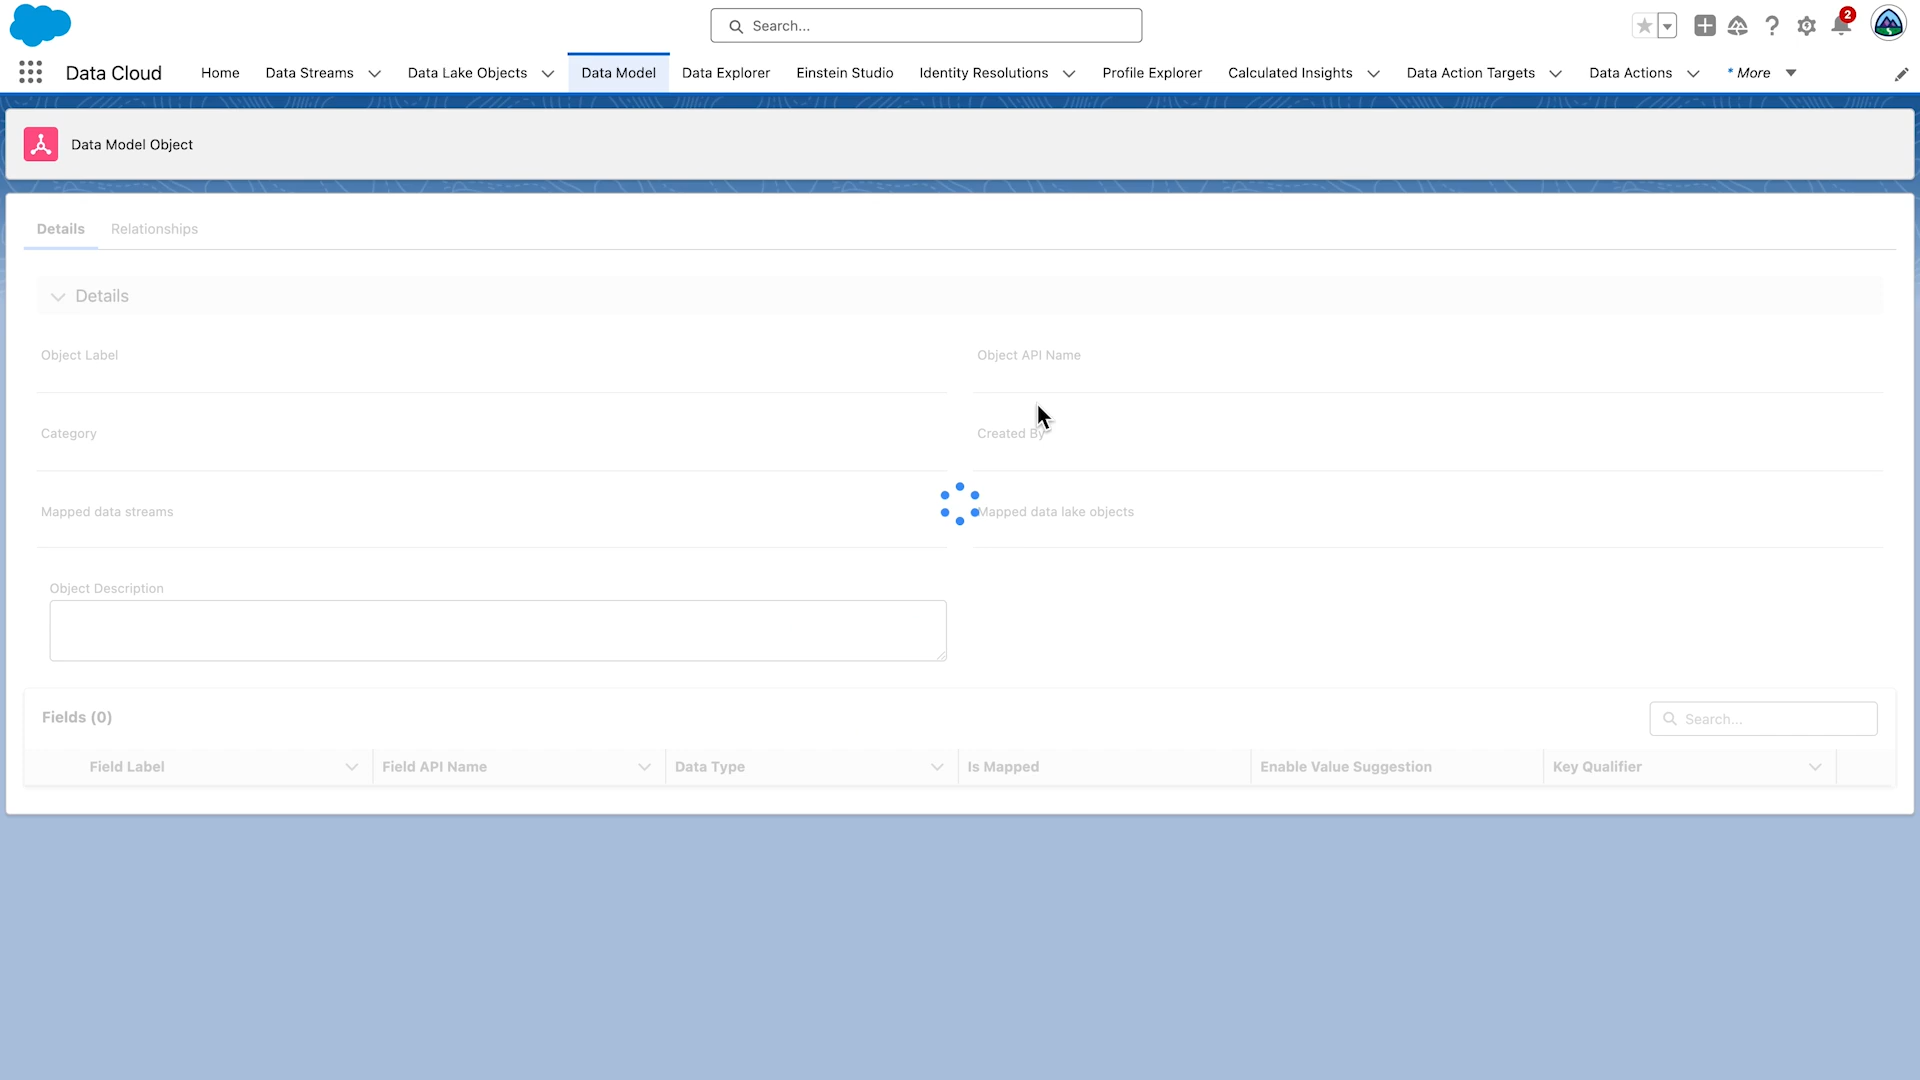 Search...
2
Data Cloud Home Data Streams Data Lake Objects Data Model Data Explorer Einstein Studio Identity Resolutions Profile Explorer Calculated Insights Data Action Targets Data Actions * More
Data Model Object
Details Relationships
Details
Object Label Object API Name
Category Created By
Mapped data streams Mapped data lake objects
Object Description
Fields (0) Search...
Field Label Field API Name Data Type Is Mapped Enable Value Suggestion Key Qualifier